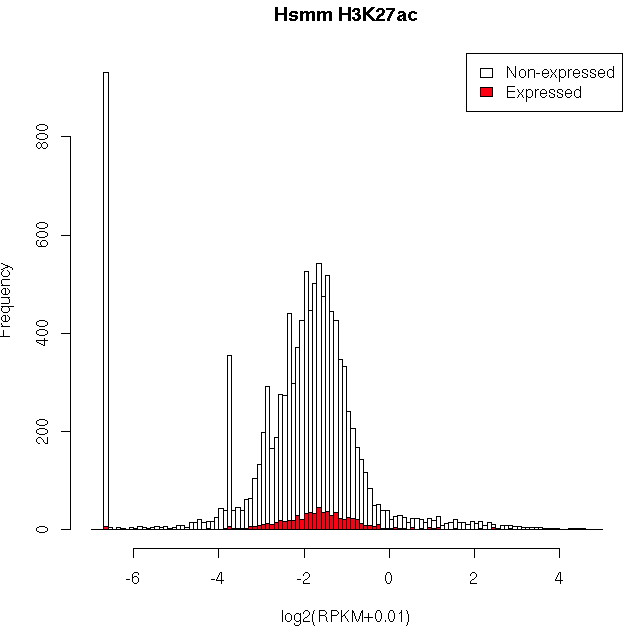 Hsmm H3K27ac
Non-expressed
Expressed
Frequency
800
600
400
200
0
-6 -4 -2 0 2 4
log2(RPKM+0.01)